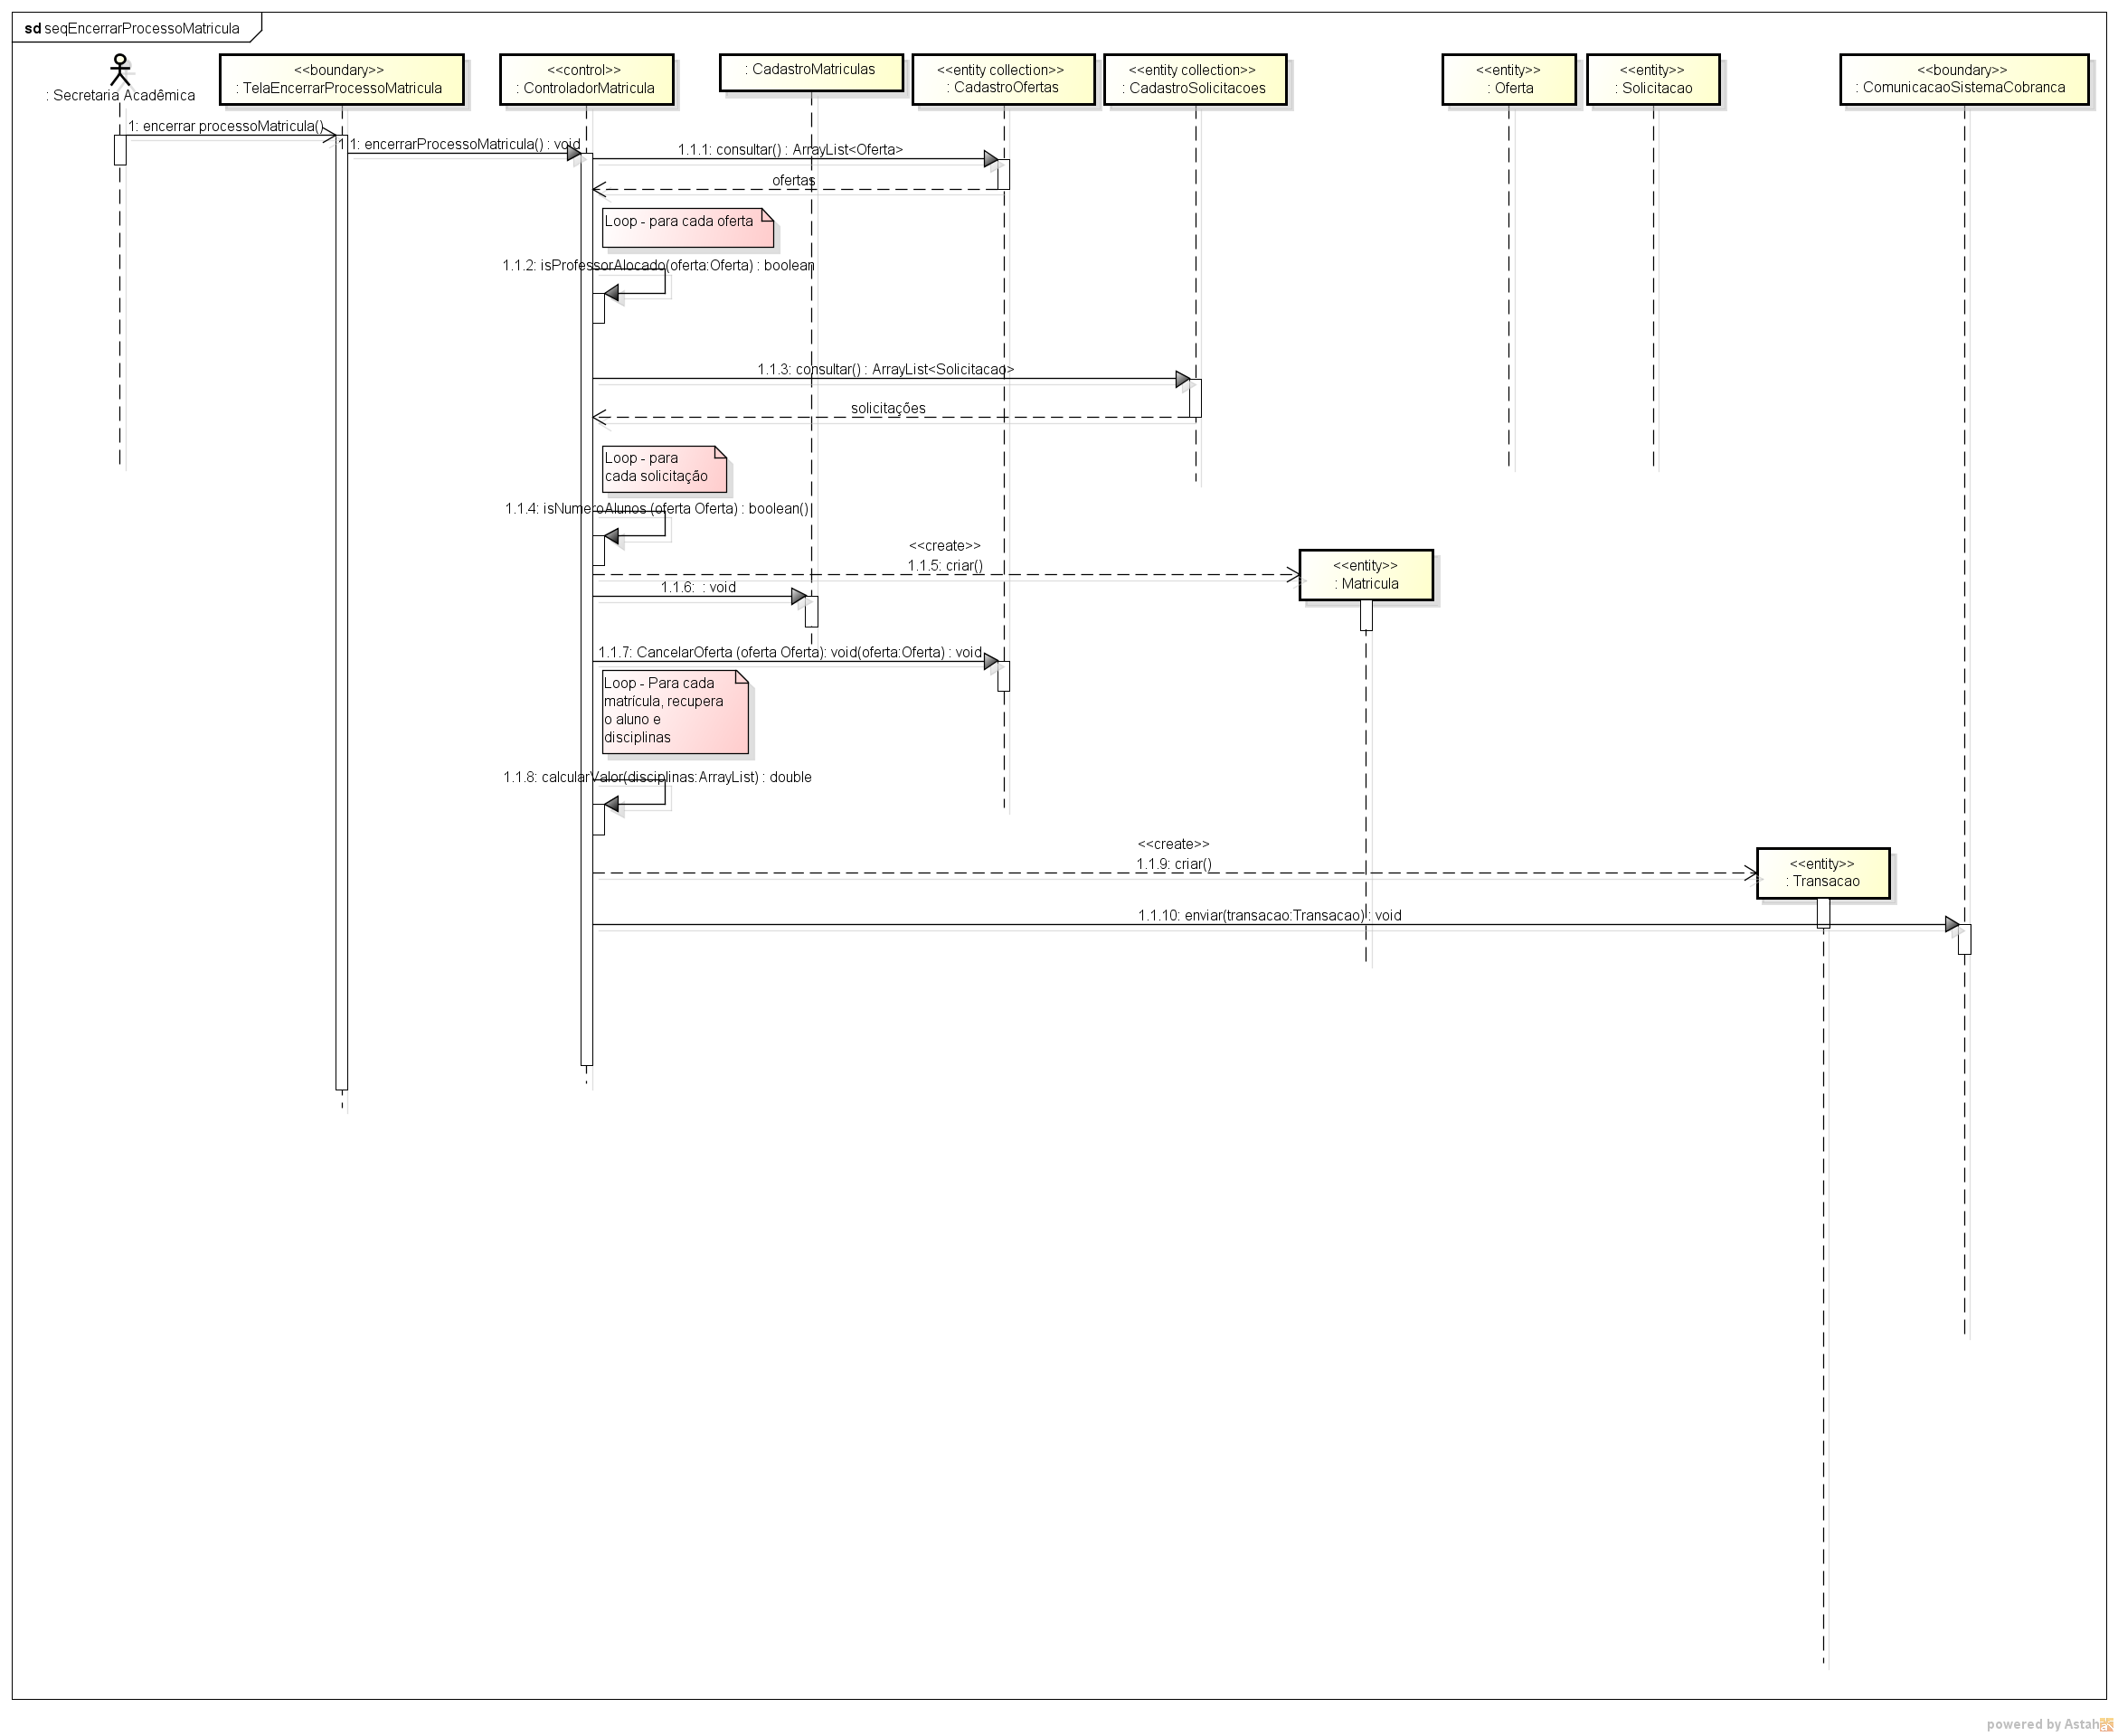 sd seqEncerrarProcessoMatricula
: Secretaria Acadêmica
<<boundary>>
: TelaEncerrarProcessoMatricula
<<control>>
: ControladorMatricula
: CadastroMatriculas
<<entity collection>>
: CadastroOfertas
<<entity collection>>
: CadastroSolicitacoes
<<entity>>
: Oferta
<<entity>>
: Solicitacao
<<boundary>>
: ComunicacaoSistemaCobranca
1: encerrar processoMatricula()
1.1: encerrarProcessoMatricula() : void
1.1.1: consultar() : ArrayList<Oferta>
ofertas
Loop - para cada oferta
1.1.2: isProfessorAlocado(oferta:Oferta) : boolean
1.1.3: consultar() : ArrayList<Solicitacao>
solicitações
Loop - para
cada solicitação
1.1.4: isNumeroAlunos (oferta Oferta) : boolean()
<<create>>
1.1.5: criar()
<<entity>>
: Matricula
1.1.6:  : void
1.1.7: CancelarOferta (oferta Oferta): void(oferta:Oferta) : void
Loop - Para cada
matrícula, recupera
o aluno e
disciplinas
1.1.8: calcularValor(disciplinas:ArrayList) : double
<<create>>
1.1.9: criar()
<<entity>>
: Transacao
1.1.10: enviar(transacao:Transacao) : void
powered by Astah